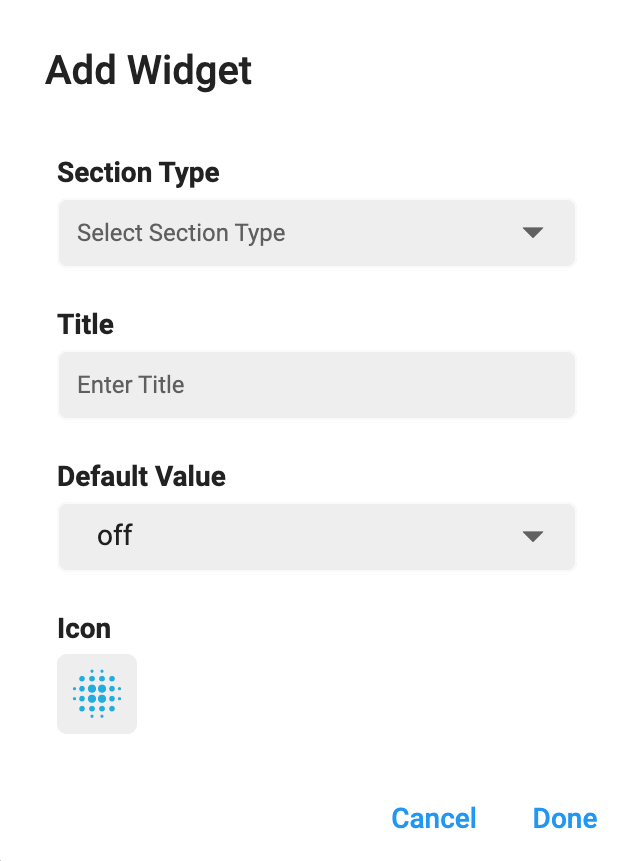 Add Widget
Section Type
Select Section Type
Title
Enter Title
Default Value
off
Icon
Cancel Done